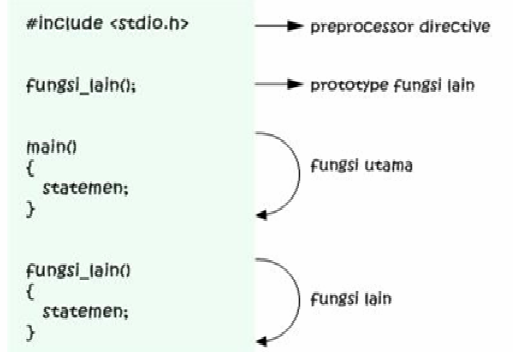 #include <stdio.h> preprocessor directive
fungsi_lain(); prototype fungsi lain
main()
{
fungsi utama
statemen;
}
fungsi_lain()
{
fungsi lain
statemen;
}